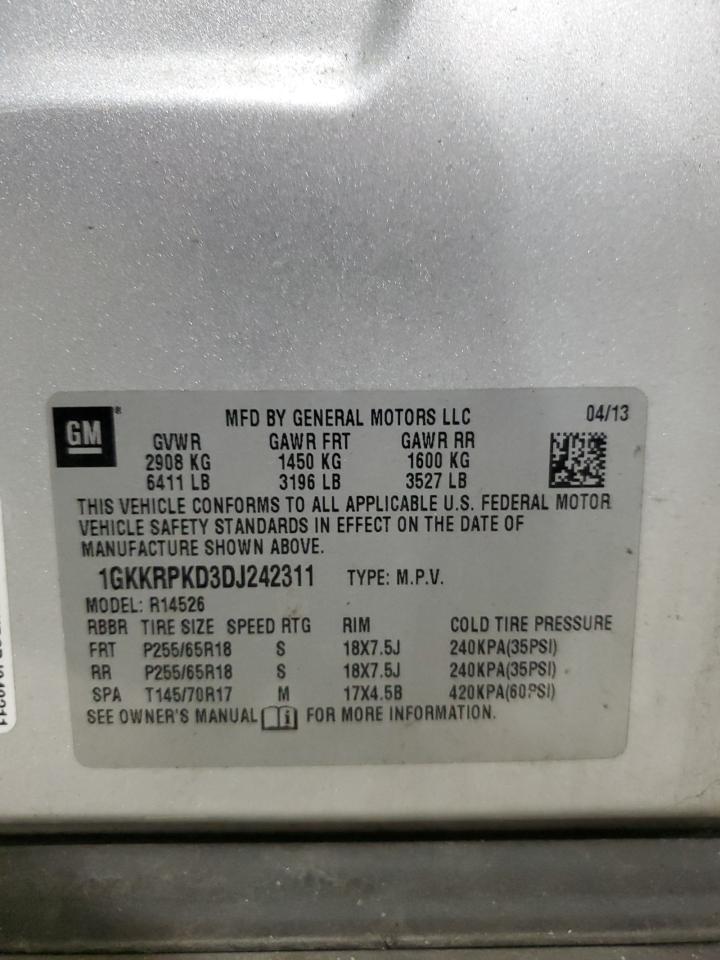 GM®
MFD BY GENERAL MOTORS LLC 04/13
GVWR GAWR FRT GAWR RR
2908 KG 1450 KG 1600 KG
6411 LB 3196 LB 3527 LB
THIS VEHICLE CONFORMS TO ALL APPLICABLE U.S. FEDERAL MOTOR
VEHICLE SAFETY STANDARDS IN EFFECT ON THE DATE OF
MANUFACTURE SHOWN ABOVE.
1GKKRPKD3DJ242311 TYPE: M.P.V.
MODEL: R14526
RBBR TIRE SIZE SPEED RTG RIM COLD TIRE PRESSURE
FRT P255/65R18 S 18X7.5J 240KPA(35PSI)
RR P255/65R18 S 18X7.5J 240KPA(35PSI)
SPA T145/70R17 M 17X4.5B 420KPA(60PSI)
SEE OWNER'S MANUAL FOR MORE INFORMATION.